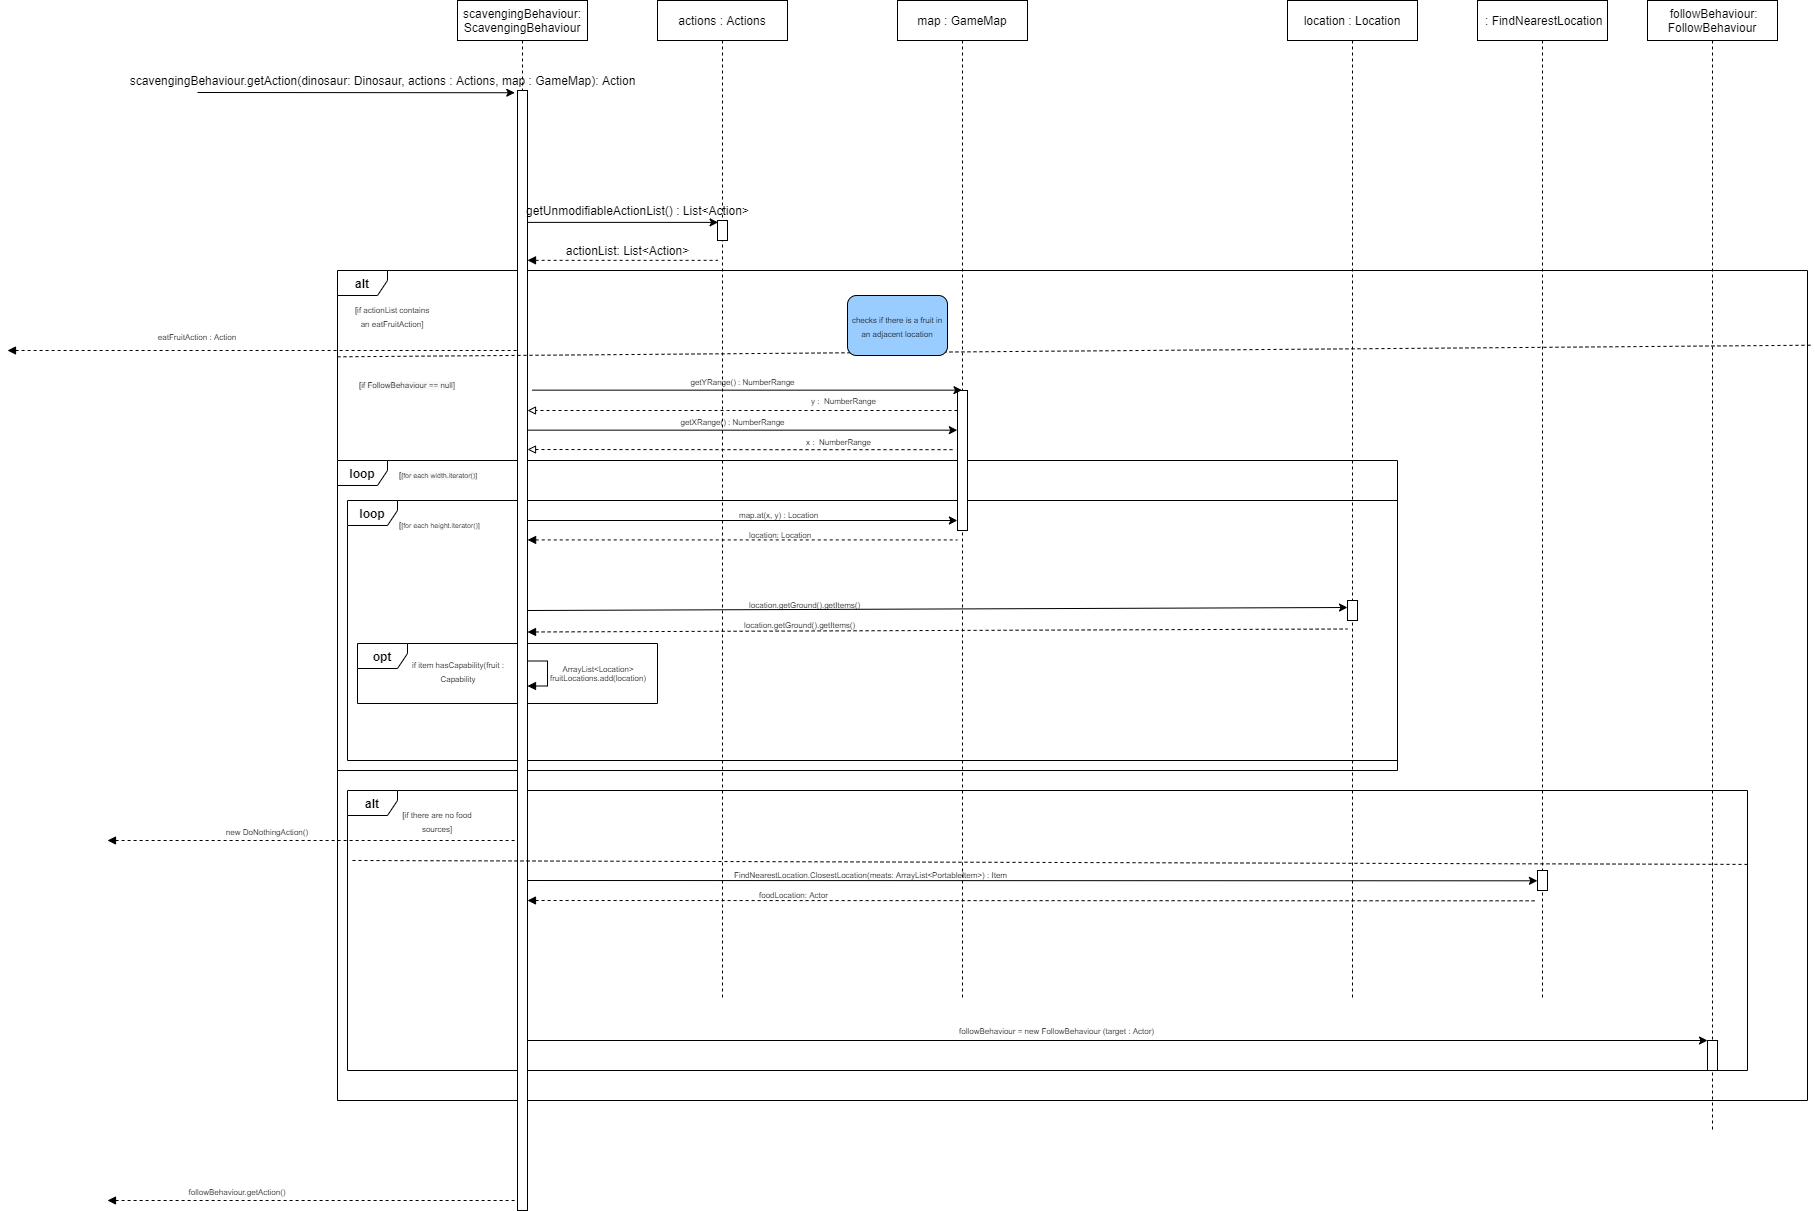 scavengingBehaviour:
ScavengingBehaviour
actions : Actions
map : GameMap
location : Location
: FindNearestLocation
followBehaviour:
FollowBehaviour
scavengingBehaviour.getAction(dinosaur: Dinosaur, actions : Actions, map : GameMap): Action
getUnmodifiableActionList() : List<Action>
actionList: List<Action>
alt
[if actionList contains
an eatFruitAction]
checks if there is a fruit in
an adjacent location
eatFruitAction : Action
[if FollowBehaviour == null]
getYRange() : NumberRange
y : NumberRange
getXRange() : NumberRange
x : NumberRange
loop
[[for each width.iterator()]
loop
[[for each height.iterator()]
map.at(x, y) : Location
location: Location
location.getGround().getItems()
location.getGround().getItems()
opt
if item hasCapability(fruit :
Capability
ArrayList<Location>
fruitLocations.add(location)
alt
[if there are no food
sources]
new DoNothingAction()
FindNearestLocation.ClosestLocation(meats: ArrayList<PortableItem>) : Item
foodLocation: Actor
followBehaviour = new FollowBehaviour (target : Actor)
followBehaviour.getAction()